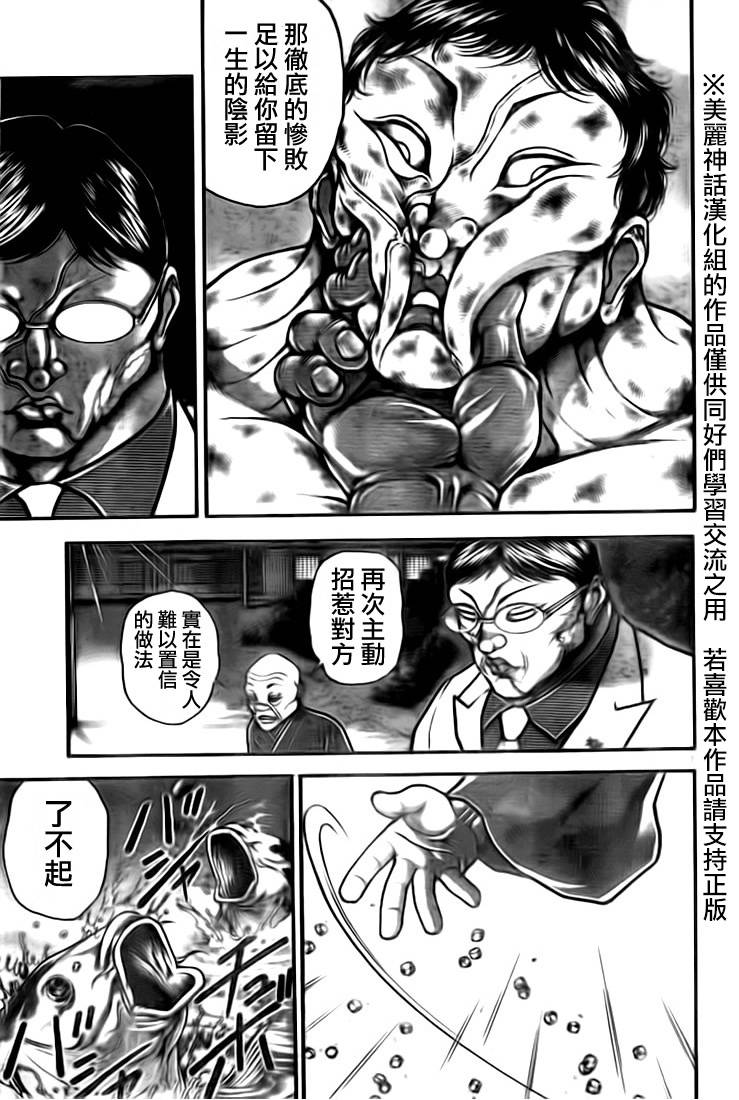 那徹底的慘敗
足以給你留下
一生的陰影
再次主動
招惹對方
實在是令人
難以置信
的做法
了不起
バシャ
バシャ
チャ
※美麗神話漢化組的作品僅供同好們學習交流之用 若喜歡本作品請支持正版